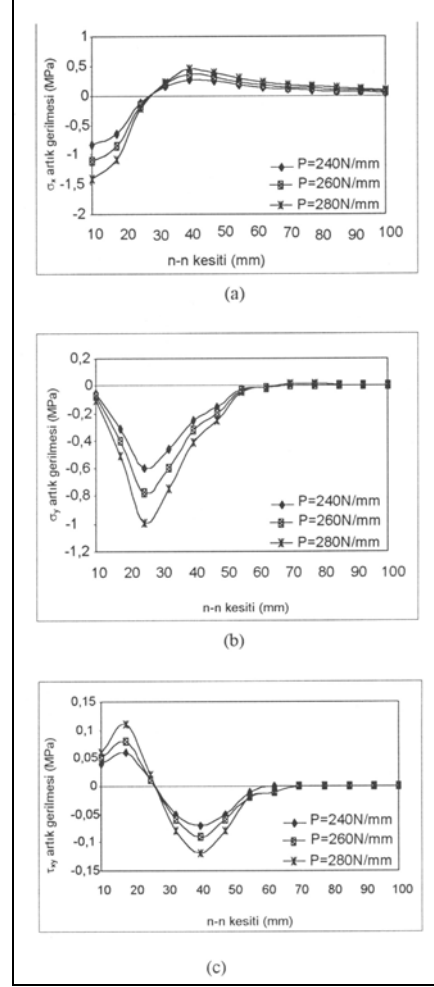 1
0,5
0
-0,5
-1
-1,5
-2
σx artık gerilmesi (MPa)
P=240N/mm
P=260N/mm
P=280N/mm
10 20 30 40 50 60 70 80 90 100
n-n kesiti (mm)
(a)
0,2
0
-0,2
-0,4
-0,6
-0,8
-1
-1,2
σy artık gerilmesi (MPa)
P=240N/mm
P=260N/mm
P=280N/mm
10 20 30 40 50 60 70 80 90 100
n-n kesiti (mm)
(b)
0,15
0,1
0,05
0
-0,05
-0,1
-0,15
τxy artık gerilmesi (MPa)
P=240N/mm
P=260N/mm
P=280N/mm
10 20 30 40 50 60 70 80 90 100
n-n kesiti (mm)
(c)